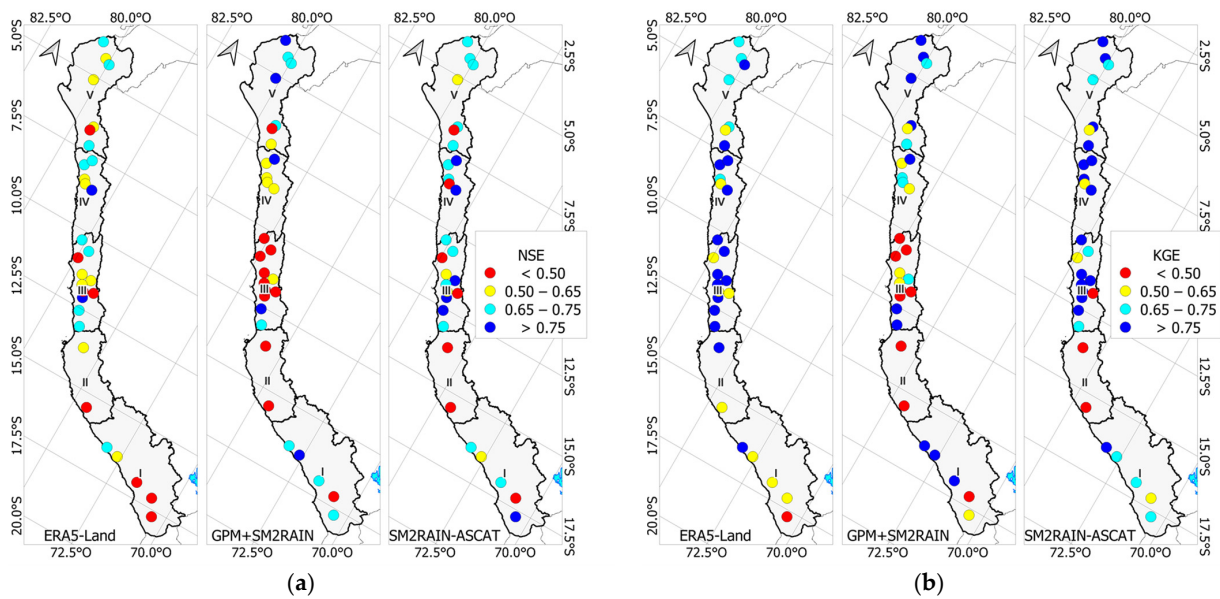 82.5°O 80.0°O 82.5°O 80.0°O 82.5°O 80.0°O
5.0°S
7.5°S
10.0°S
12.5°S
15.0°S
17.5°S
20.0°S
V
IV
III
II
I
ERA5-Land
72.5°O 70.0°O
V
IV
III
II
I
GPM+SM2RAIN
72.5°O 70.0°O
V
IV
III
II
I
SM2RAIN-ASCAT
72.5°O 70.0°O
2.5°S
5.0°S
7.5°S
12.5°S
15.0°S
17.5°S
NSE
< 0.50
0.50 – 0.65
0.65 – 0.75
> 0.75
(a)
82.5°O 80.0°O 82.5°O 80.0°O 82.5°O 80.0°O
5.0°S
7.5°S
10.0°S
12.5°S
15.0°S
17.5°S
20.0°S
V
IV
III
II
I
ERA5-Land
72.5°O 70.0°O
V
IV
III
II
I
GPM+SM2RAIN
72.5°O 70.0°O
V
IV
III
II
I
SM2RAIN-ASCAT
72.5°O 70.0°O
2.5°S
5.0°S
7.5°S
12.5°S
15.0°S
17.5°S
KGE
< 0.50
0.50 – 0.65
0.65 – 0.75
> 0.75
(b)